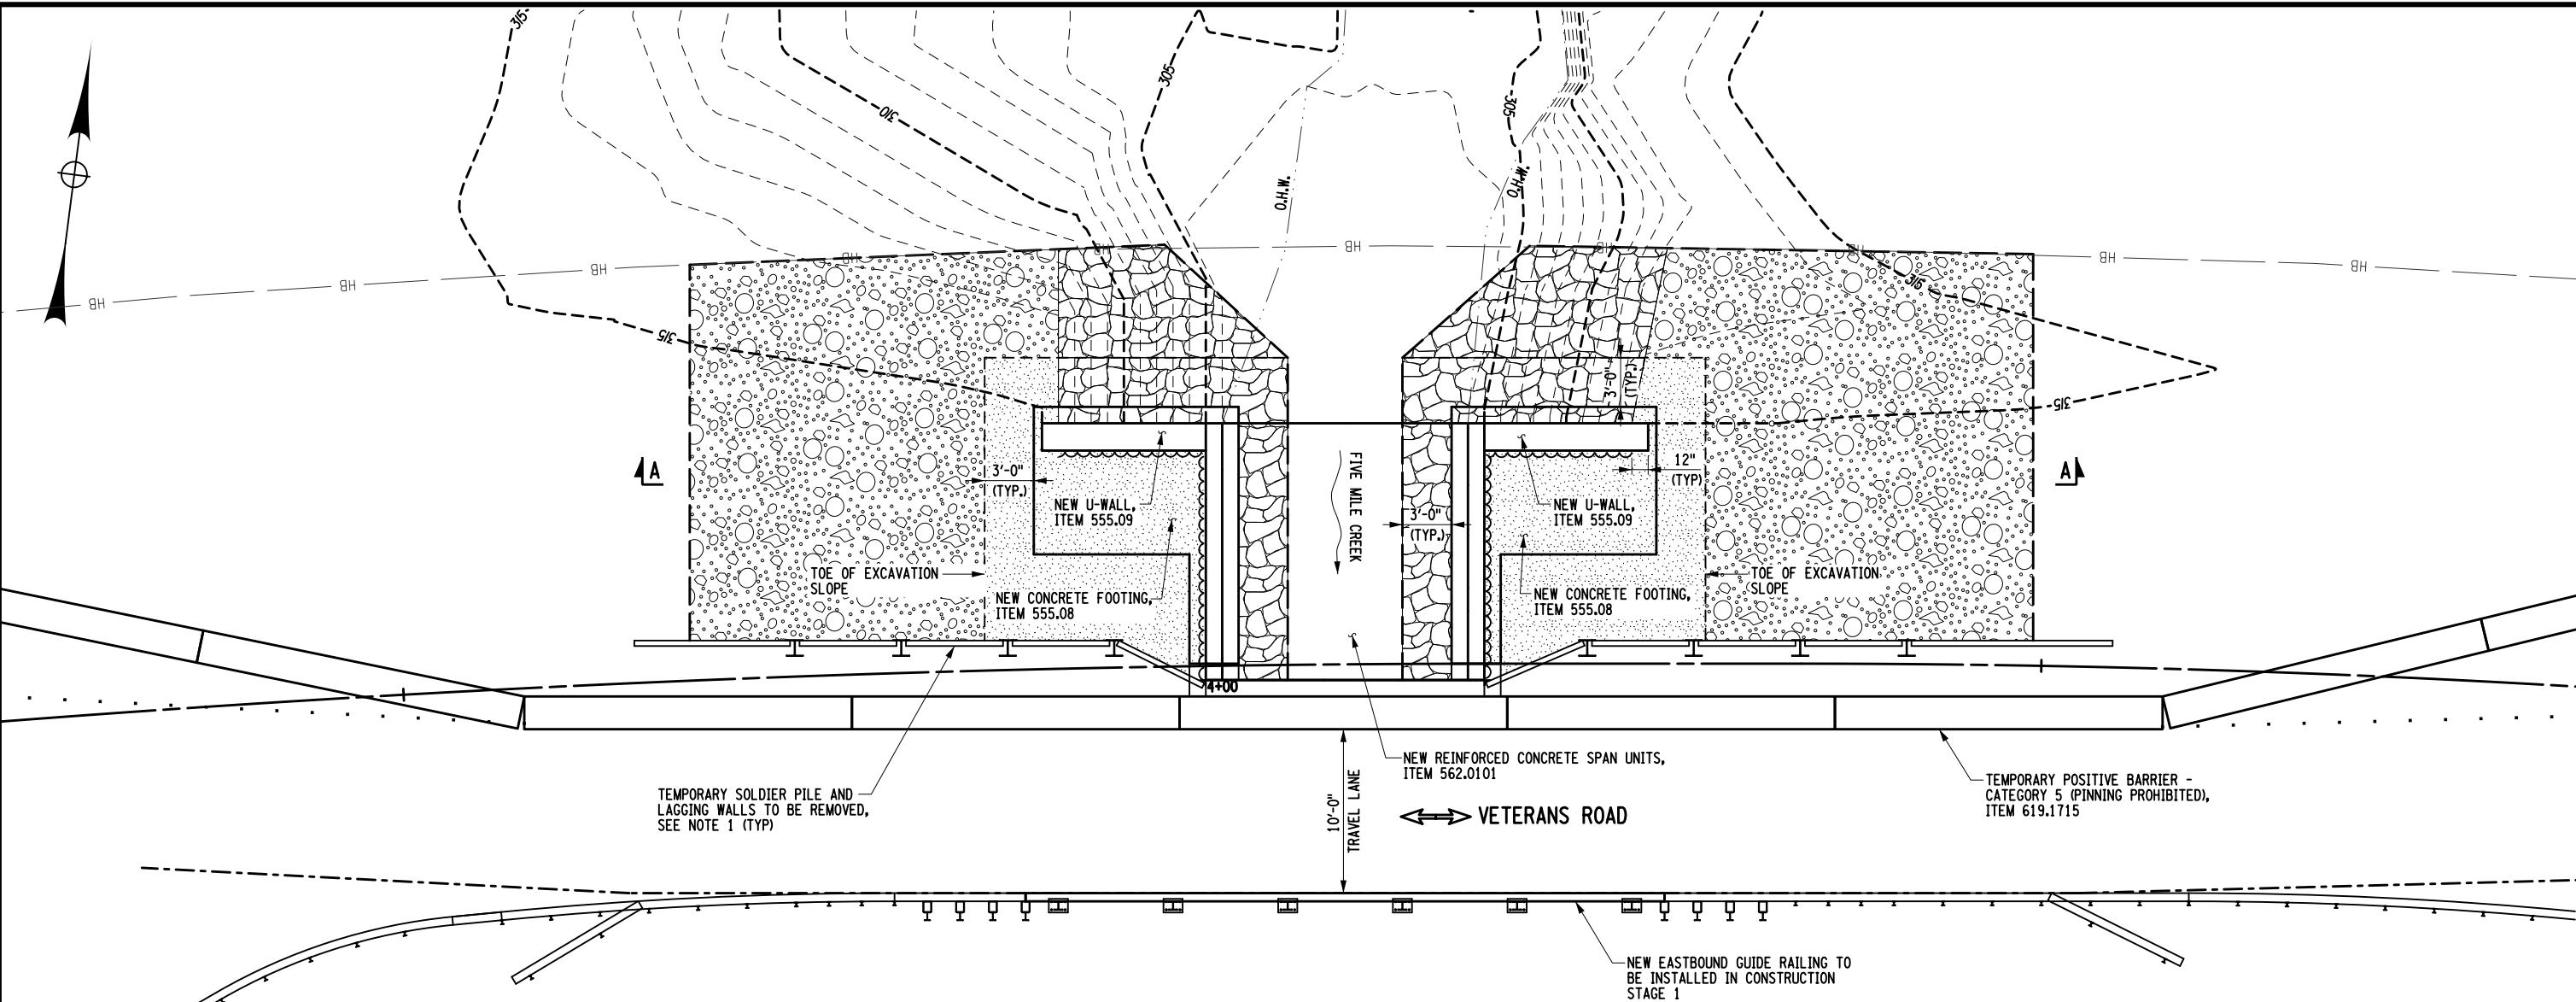 315
310
305
305
O.H.W.
O.H.W.
HB
HB
HB
HB
HB
HB
HB
HB
HB
HB
315
315
315
3'-0"
(TYP.)
A
A
3'-0"
(TYP.)
12"
(TYP)
NEW U-WALL,
ITEM 555.09
NEW U-WALL,
ITEM 555.09
FIVE MILE CREEK
3'-0"
(TYP.)
TOE OF EXCAVATION
SLOPE
TOE OF EXCAVATION
SLOPE
NEW CONCRETE FOOTING,
ITEM 555.08
NEW CONCRETE FOOTING,
ITEM 555.08
4+00
NEW REINFORCED CONCRETE SPAN UNITS,
ITEM 562.0101
TEMPORARY SOLDIER PILE AND
LAGGING WALLS TO BE REMOVED,
SEE NOTE 1 (TYP)
10'-0"
TRAVEL LANE
VETERANS ROAD
TEMPORARY POSITIVE BARRIER -
CATEGORY 5 (PINNING PROHIBITED),
ITEM 619.1715
NEW EASTBOUND GUIDE RAILING TO
BE INSTALLED IN CONSTRUCTION
STAGE 1